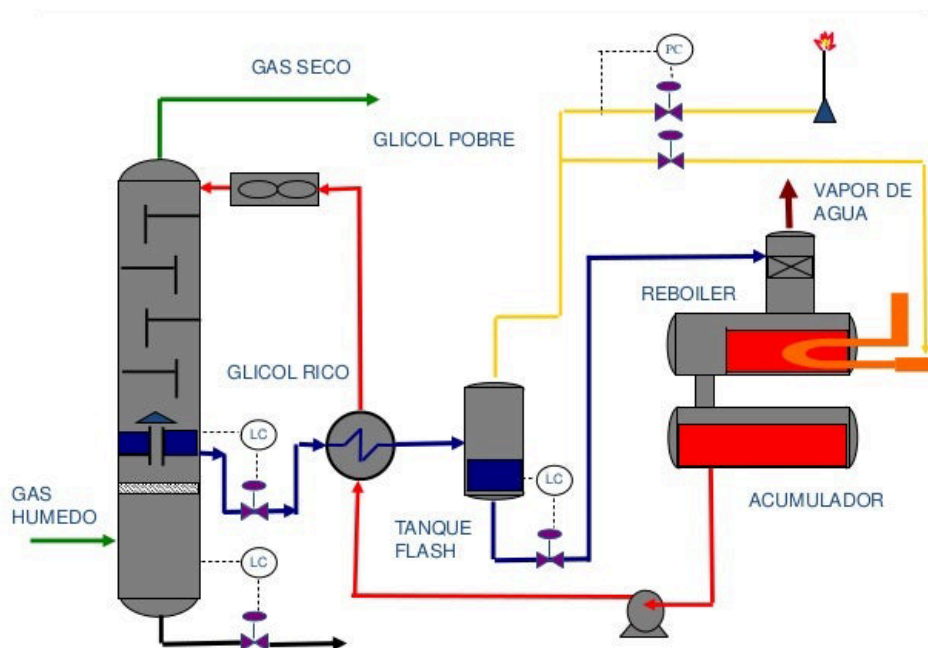 PC
GAS SECO
GLICOL POBRE
VAPOR DE
AGUA
REBOILER
GLICOL RICO
LC
LC
GAS
HUMEDO
ACUMULADOR
TANQUE
FLASH
LC